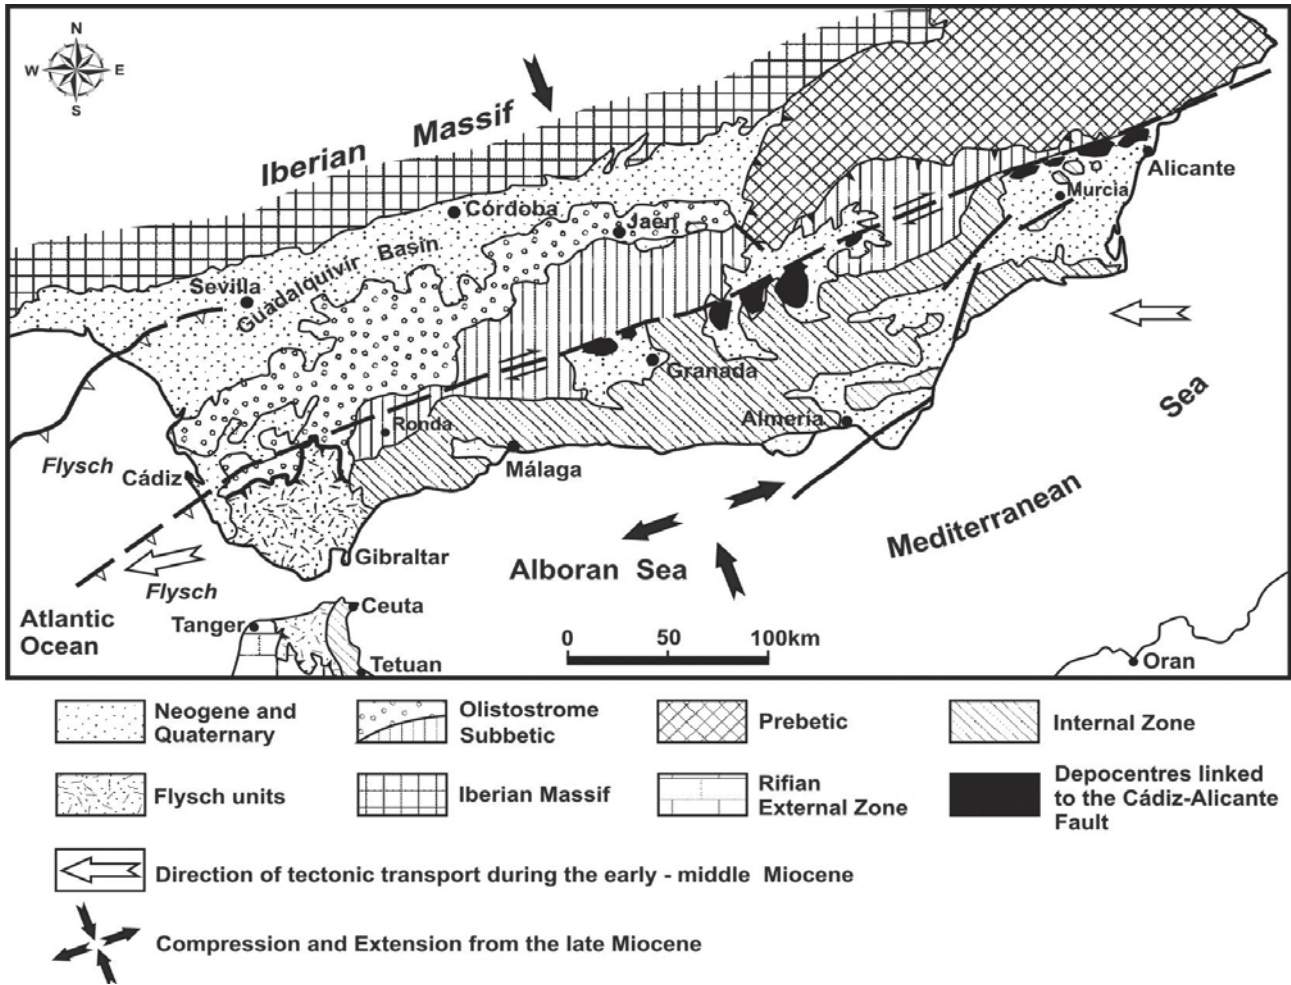 N
W E
S
Iberian Massif
Alicante
Murcia
Córdoba
Jaén
Guadalquivir Basin
Sevilla
Granada
Sea
Almería
Ronda
Flysch
Cádiz
Málaga
Mediterranean
Gibraltar
Alboran Sea
Flysch
Atlantic
Ocean
Ceuta
Tanger
Tetuan
0 50 100km
Oran
Neogene and
Quaternary
Olistostrome
Subbetic
Prebetic
Internal Zone
Flysch units
Iberian Massif
Rifian
External Zone
Depocentres linked
to the Cádiz-Alicante
Fault
Direction of tectonic transport during the early - middle Miocene
Compression and Extension from the late Miocene